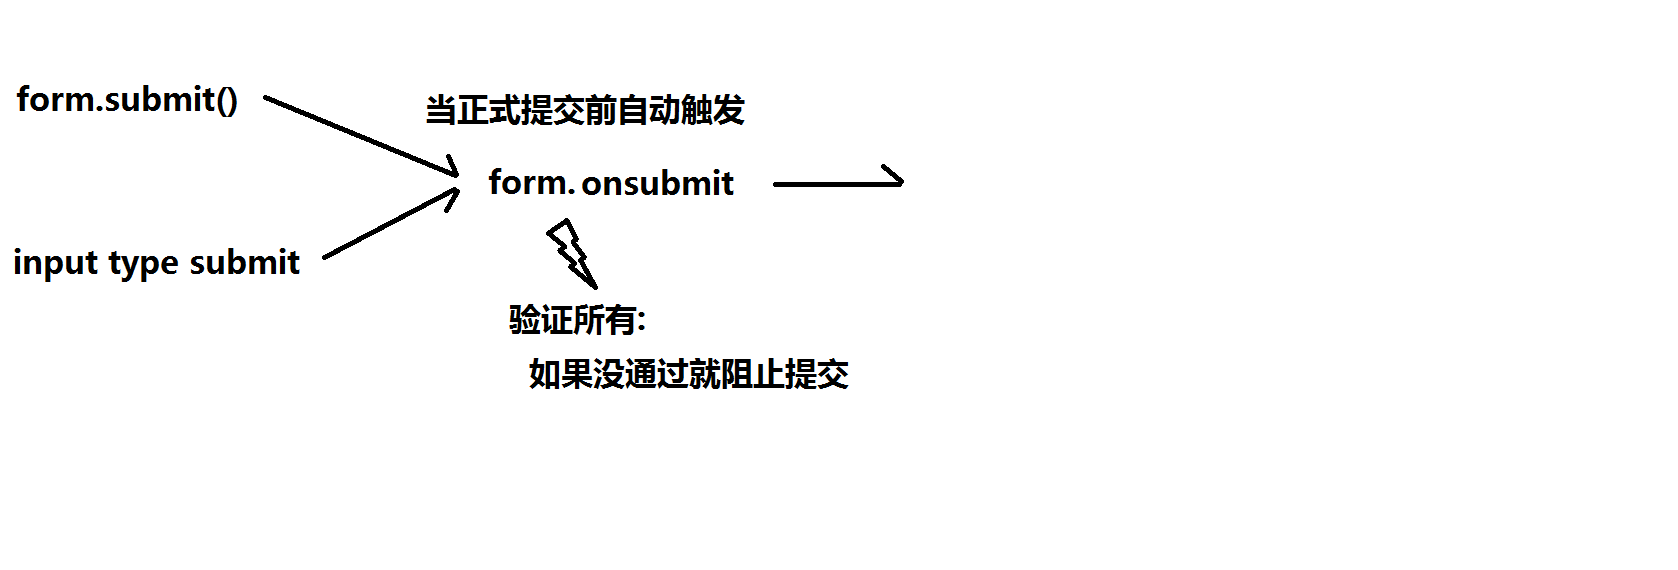 form.submit()
当正式提交前自动触发
form.onsubmit
input type submit
验证所有:
如果没通过就阻止提交